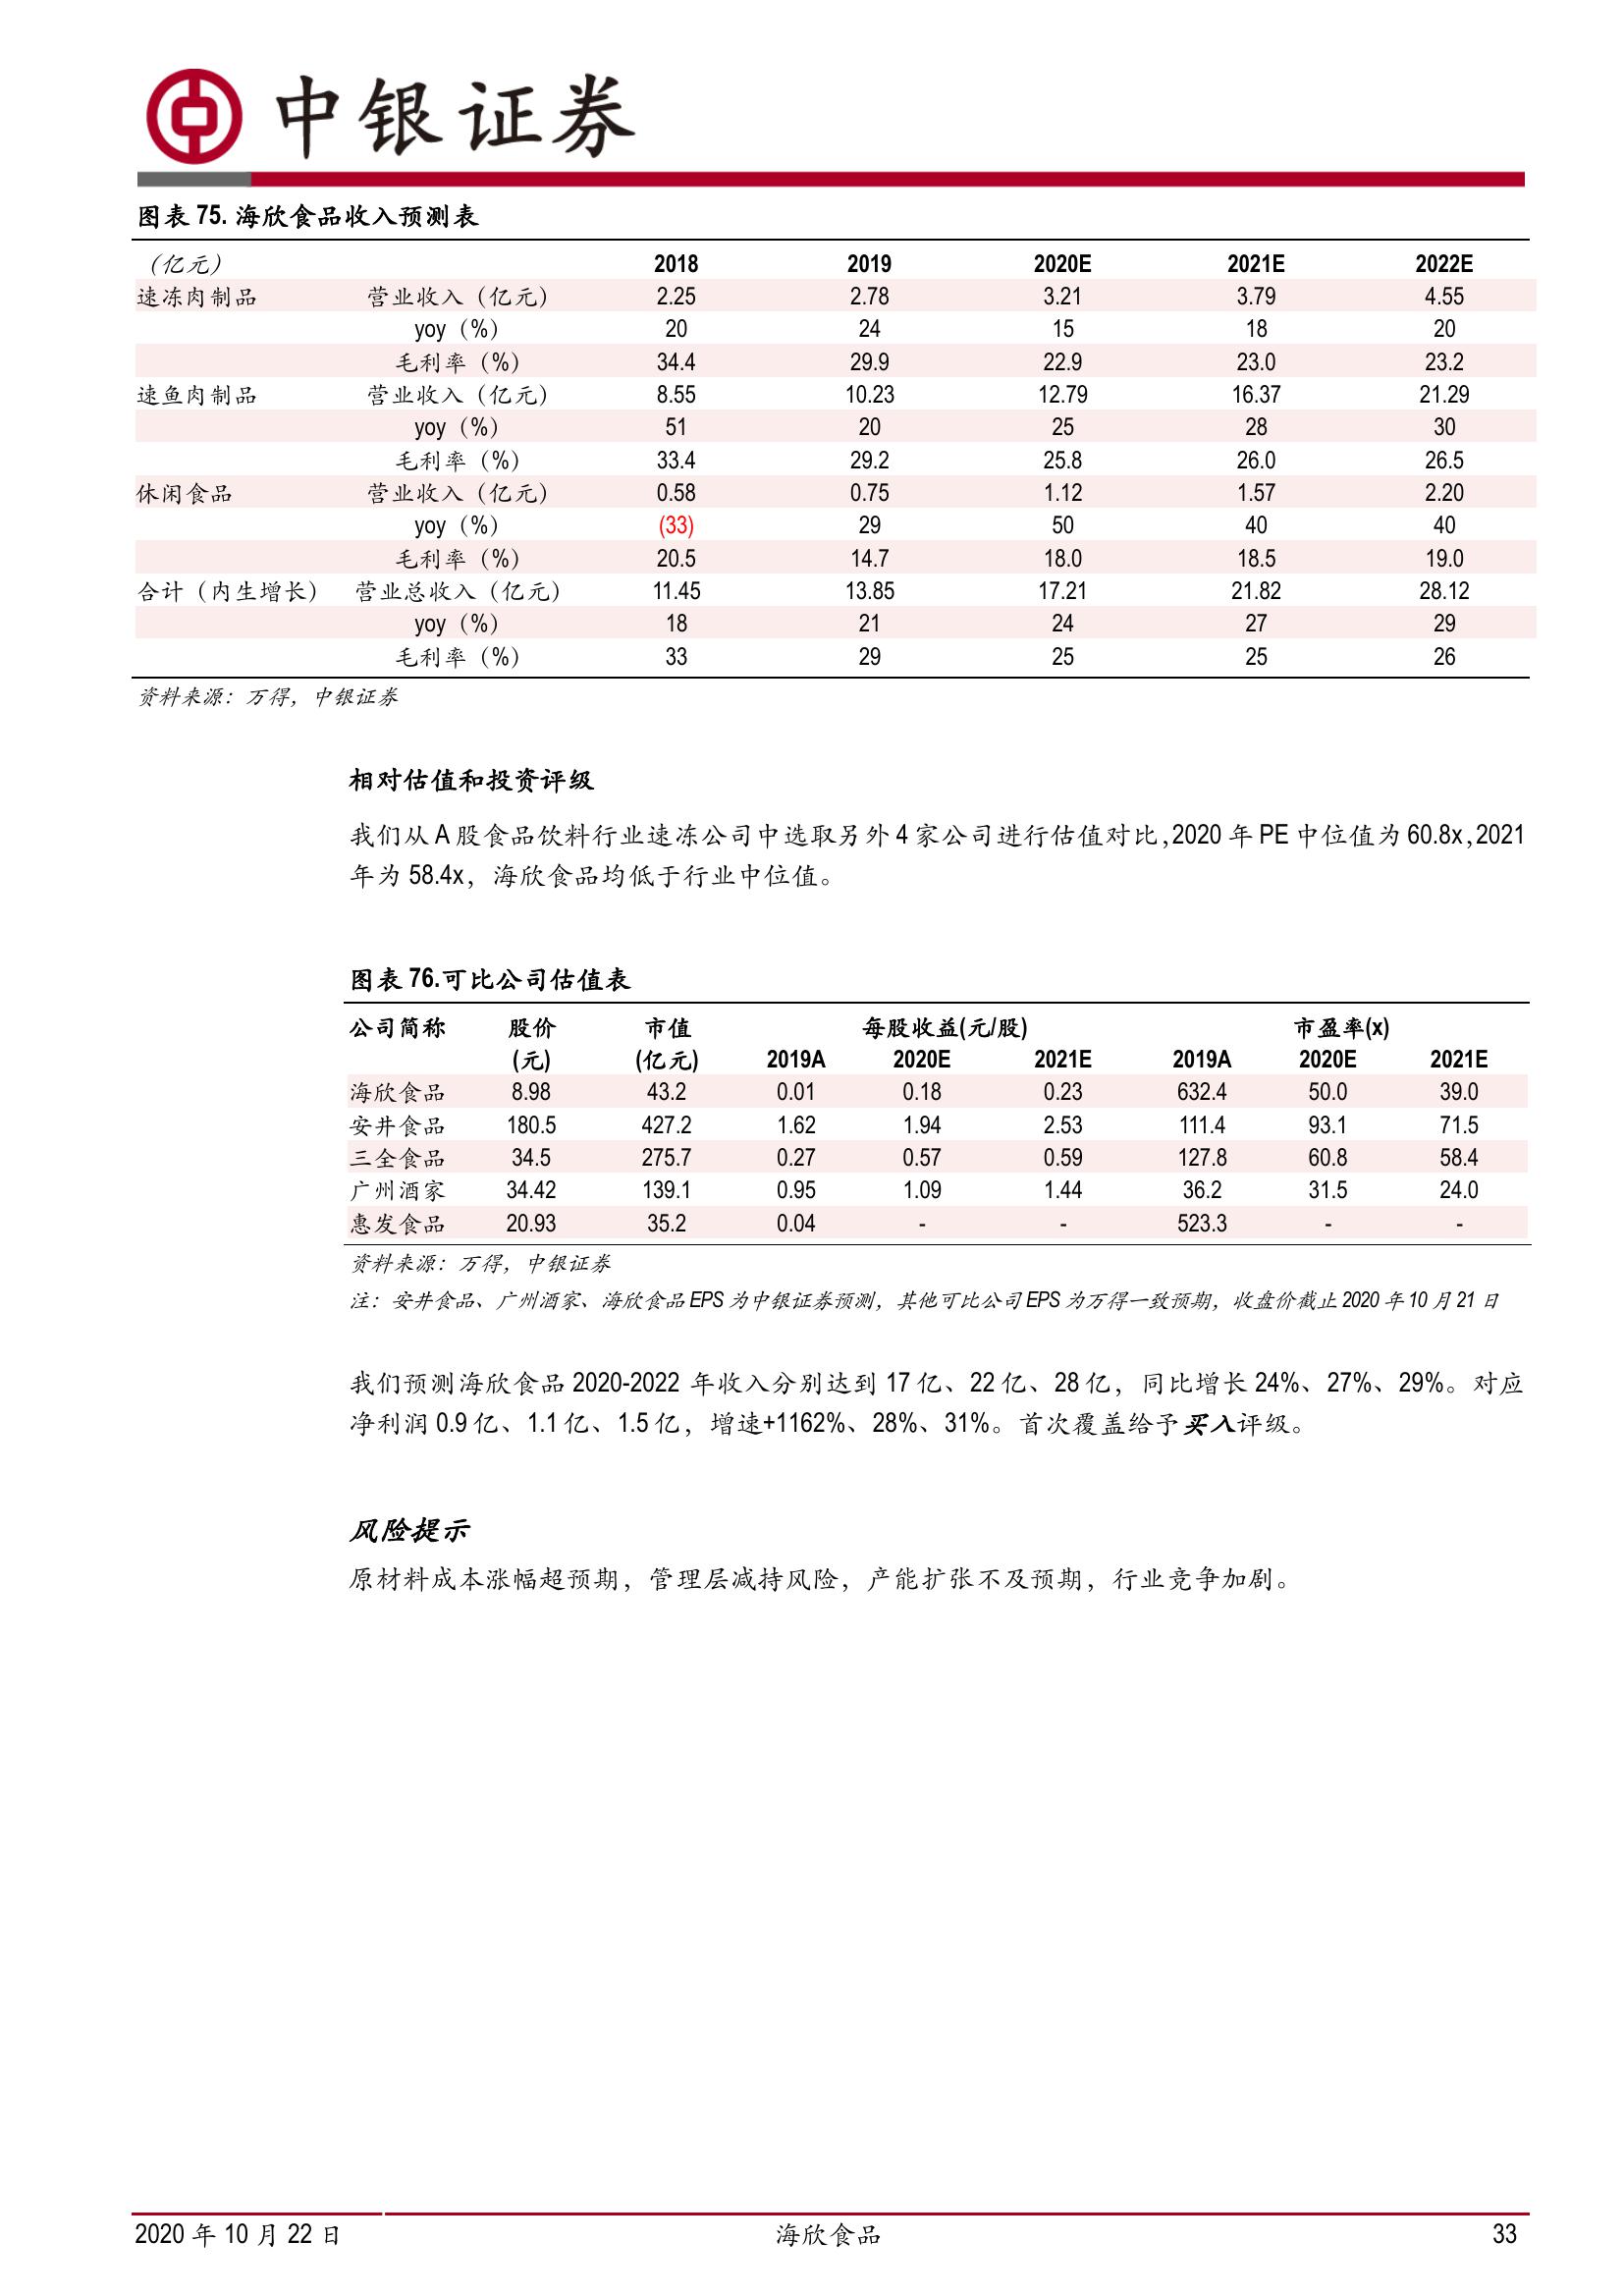 中银证券
图表 75. 海欣食品收入预测表
（亿元） 2018 2019 2020E 2021E 2022E
速冻肉制品 营业收入（亿元） 2.25 2.78 3.21 3.79 4.55
yoy（%） 20 24 15 18 20
毛利率（%） 34.4 29.9 22.9 23.0 23.2
速鱼肉制品 营业收入（亿元） 8.55 10.23 12.79 16.37 21.29
yoy（%） 51 20 25 28 30
毛利率（%） 33.4 29.2 25.8 26.0 26.5
休闲食品 营业收入（亿元） 0.58 0.75 1.12 1.57 2.20
yoy（%） (33) 29 50 40 40
毛利率（%） 20.5 14.7 18.0 18.5 19.0
合计（内生增长） 营业总收入（亿元） 11.45 13.85 17.21 21.82 28.12
yoy（%） 18 21 24 27 29
毛利率（%） 33 29 25 25 26
资料来源：万得，中银证券
相对估值和投资评级
我们从 A 股食品饮料行业速冻公司中选取另外 4 家公司进行估值对比，2020 年 PE 中位值为 60.8x，2021
年为 58.4x，海欣食品均低于行业中位值。
图表 76.可比公司估值表
公司简称 股价 市值 每股收益(元/股) 市盈率(x)
(元) (亿元) 2019A 2020E 2021E 2019A 2020E 2021E
海欣食品 8.98 43.2 0.01 0.18 0.23 632.4 50.0 39.0
安井食品 180.5 427.2 1.62 1.94 2.53 111.4 93.1 71.5
三全食品 34.5 275.7 0.27 0.57 0.59 127.8 60.8 58.4
广州酒家 34.42 139.1 0.95 1.09 1.44 36.2 31.5 24.0
惠发食品 20.93 35.2 0.04 - - 523.3 - -
资料来源：万得，中银证券
注：安井食品、广州酒家、海欣食品 EPS 为中银证券预测，其他可比公司 EPS 为万得一致预期，收盘价截止 2020 年 10 月 21 日
我们预测海欣食品 2020-2022 年收入分别达到 17 亿、22 亿、28 亿，同比增长 24%、27%、29%。对应
净利润 0.9 亿、1.1 亿、1.5 亿，增速+1162%、28%、31%。首次覆盖给予买入评级。
风险提示
原材料成本涨幅超预期，管理层减持风险，产能扩张不及预期，行业竞争加剧。
2020 年 10 月 22 日 海欣食品 33